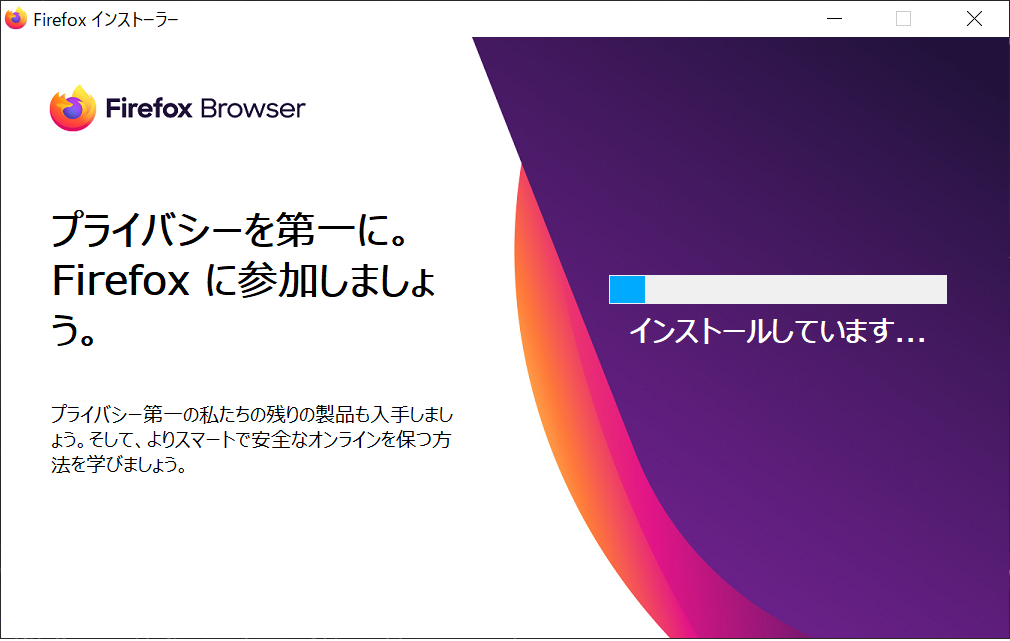 Firefox インストーラー
Firefox Browser
プライバシーを第一に。
Firefox に参加しましょ
う。
インストールしています...
プライバシー第一の私たちの残りの製品も入手しまし
ょう。そして、よりスマートで安全なオンラインを保つ方
法を学びましょう。